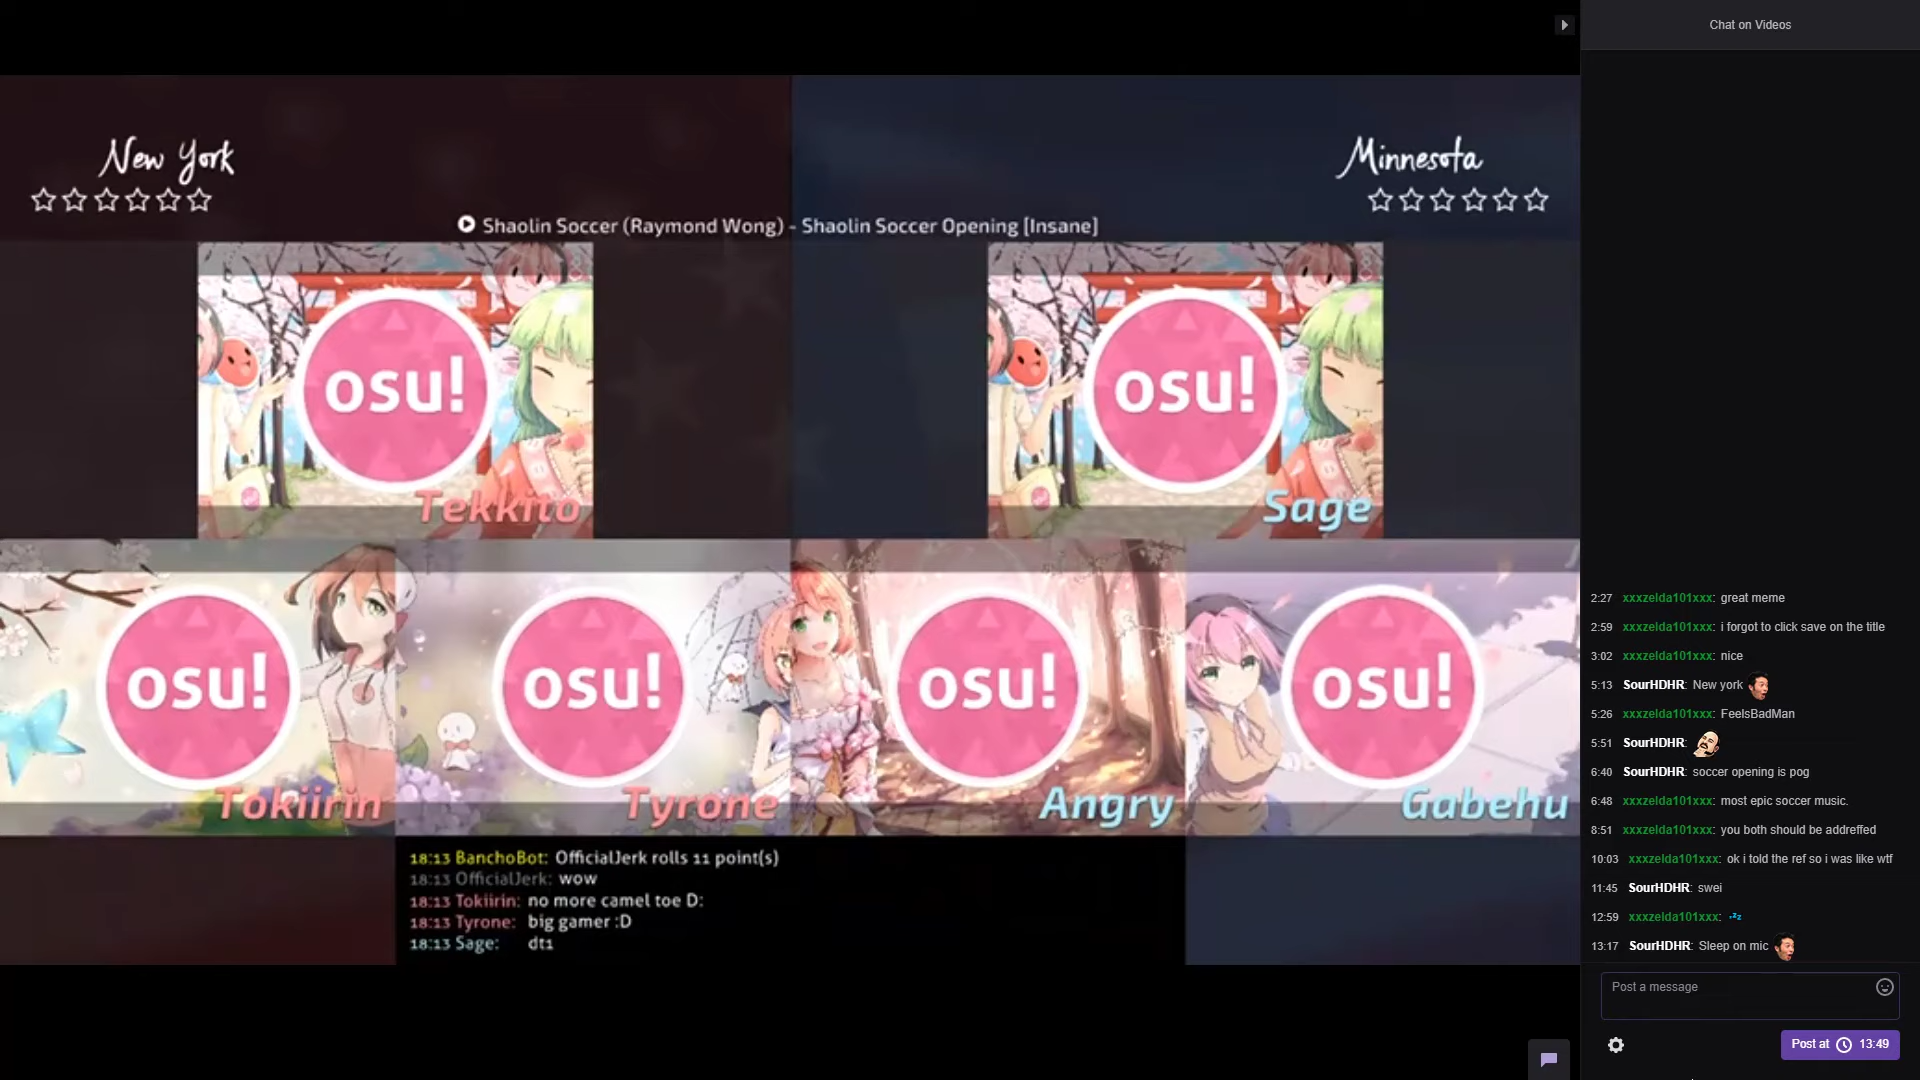 Chat on Videos
New York
Minnesota
Shaolin Soccer (Raymond Wong) - Shaolin Soccer Opening [Insane]
osu!
osu!
Tekkito
Sage
osu!
osu!
osu!
osu!
Tokiirin
Tyrone
Angry
Gabehu
18:13 BanchoBot: OfficialJerk rolls 11 point(s)
18:13 OfficialJerk: wow
18:13 Tokiirin: no more camel toe D:
18:13 Tyrone: big gamer :D
18:13 Sage: dt1
2:27 xxxzelda101xxx: great meme
2:59 xxxzelda101xxx: i forgot to click save on the title
3:02 xxxzelda101xxx: nice
5:13 SourHDHR: New york
5:26 xxxzelda101xxx: FeelsBadMan
5:51 SourHDHR:
6:40 SourHDHR: soccer opening is pog
6:48 xxxzelda101xxx: most epic soccer music.
8:51 xxxzelda101xxx: you both should be addreffed
10:03 xxxzelda101xxx: ok i told the ref so i was like wtf
11:45 SourHDHR: swei
12:59 xxxzelda101xxx:
13:17 SourHDHR: Sleep on mic
Post a message
Post at 13:49